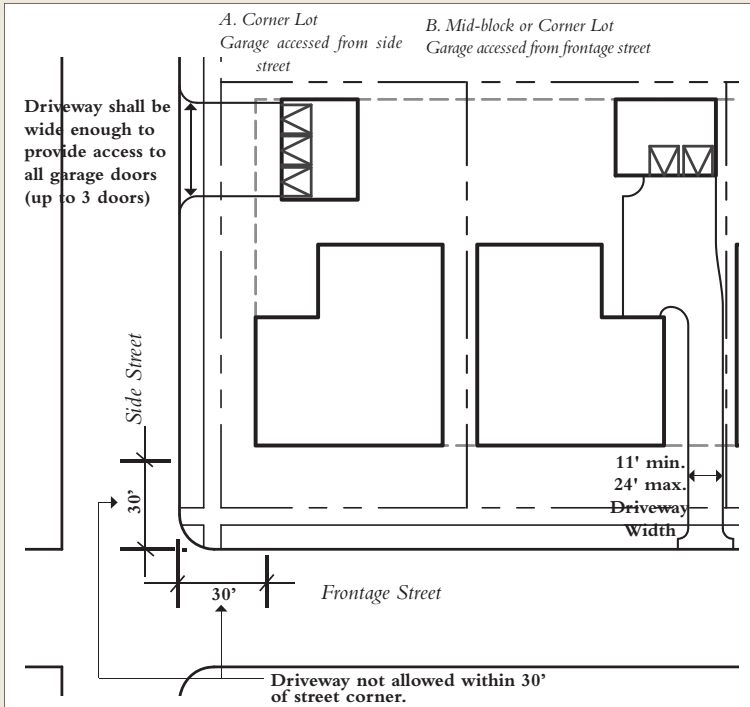 A. Corner Lot
Garage accessed from side
street
B. Mid-block or Corner Lot
Garage accessed from frontage street
Driveway shall be
wide enough to
provide access to
all garage doors
(up to 3 doors)
Side Street
30’
11' min.
24' max.
Driveway
Width
30’
Frontage Street
Driveway not allowed within 30’
of street corner.